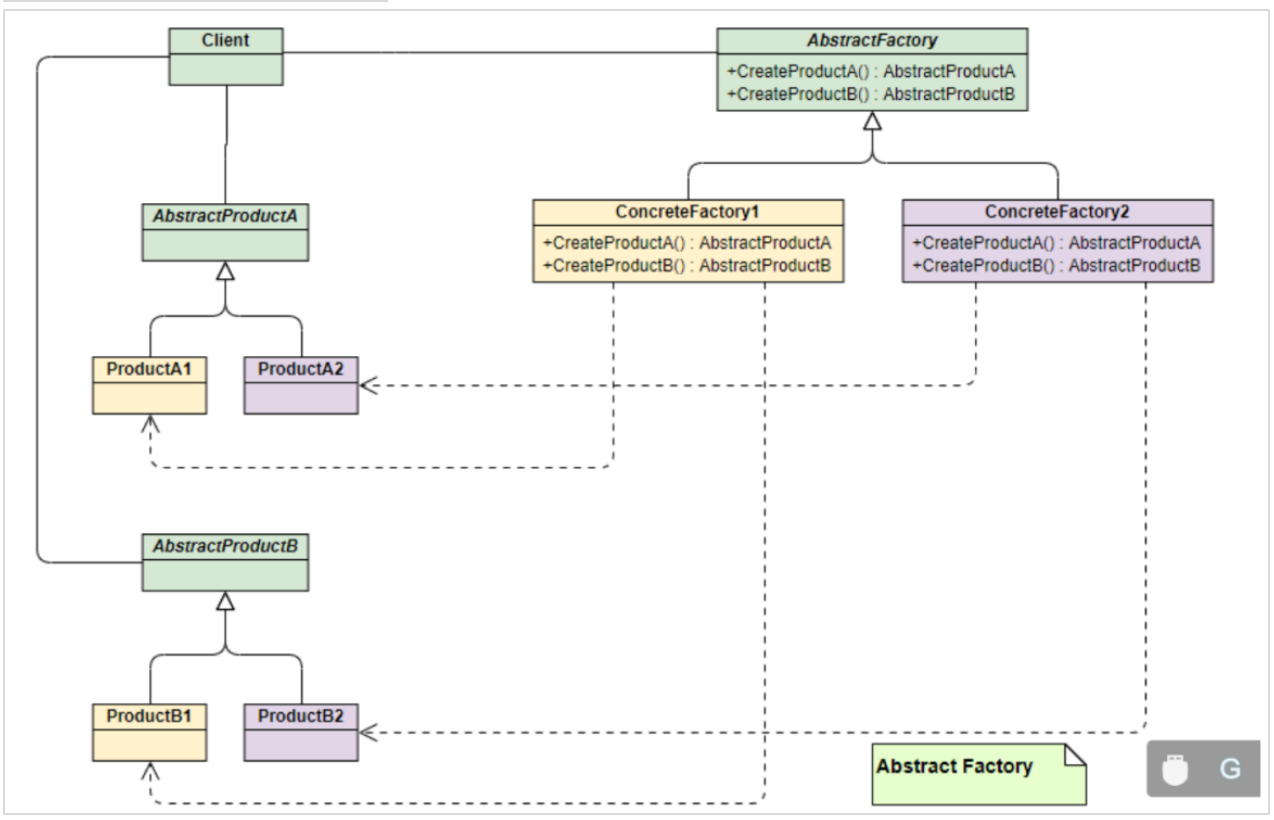 Client
AbstractFactory
+CreateProductA() : AbstractProductA
+CreateProductB() : AbstractProductB
AbstractProductA
ConcreteFactory1
+CreateProductA() : AbstractProductA
+CreateProductB() : AbstractProductB
ConcreteFactory2
+CreateProductA() : AbstractProductA
+CreateProductB() : AbstractProductB
ProductA1
ProductA2
AbstractProductB
ProductB1
ProductB2
Abstract Factory
G